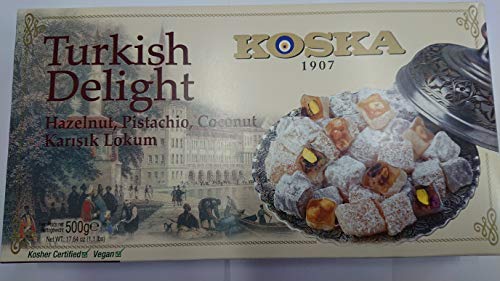 Turkish
Delight
KOSKA
1907
Hazelnut, Pistachio, Coconut
Karışık Lokum
500g℮
Net WT. 17.64 oz (1.1 lbs)
Kosher Certified Vegan